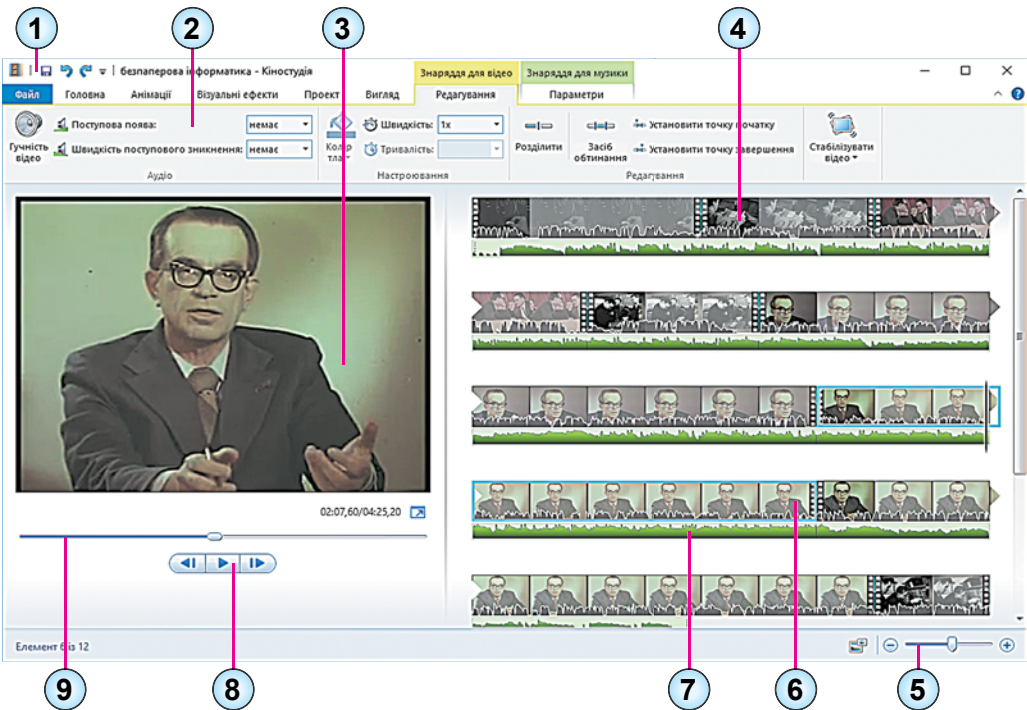 1 2 3 4
безпаперова інформатика - Кіностудія
Знаряддя для відео Знаряддя для музики
Файл Головна Анімації Візуальні ефекти Проект Вигляд Редагування Параметри
Гучність відео
Поступова поява: немає
Швидкість поступового зникнення: немає
Аудіо
Колір тла
Швидкість: 1x
Тривалість:
Настроювання
Розділити
Засіб обтинання
Установити точку початку
Установити точку завершення
Редагування
Стабілізувати відео
02:07,60/04:25,20
Елемент 6 із 12
9 8 7 6 5